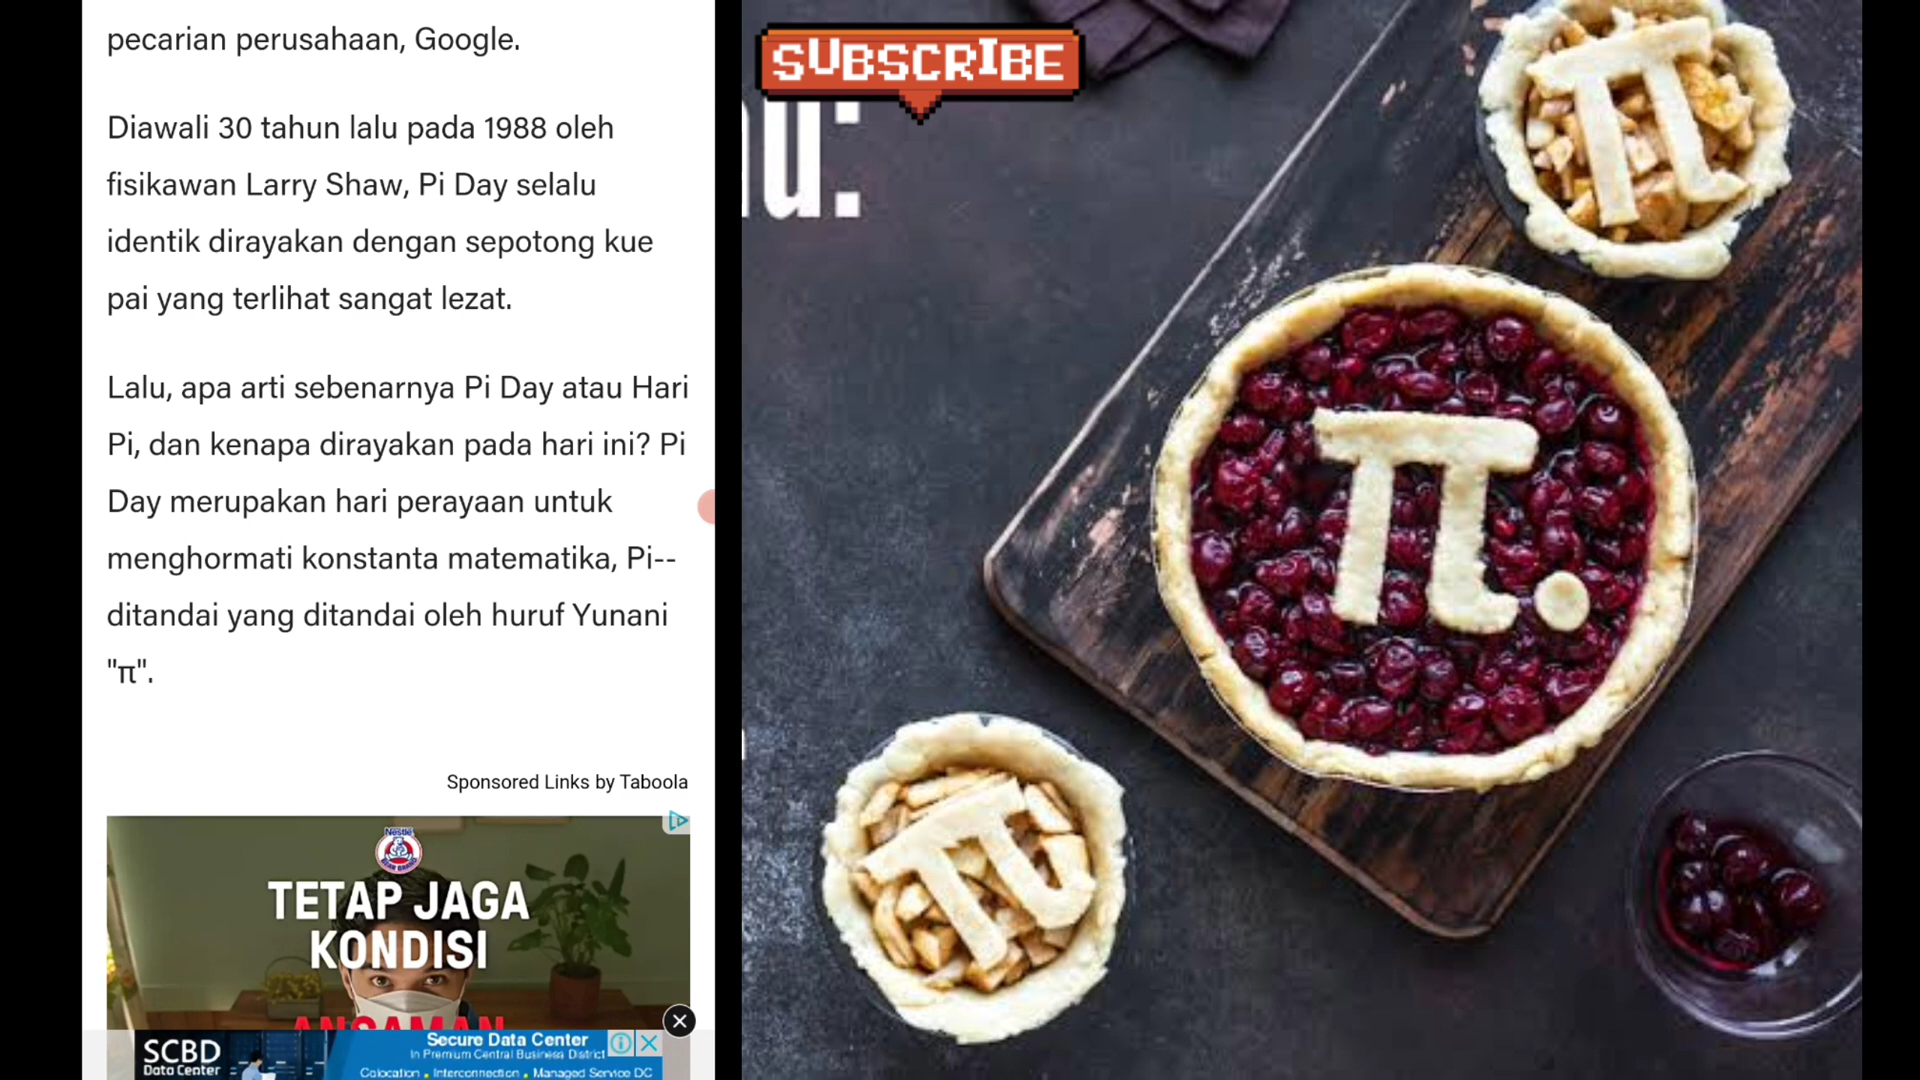 pecarian perusahaan, Google.
Diawali 30 tahun lalu pada 1988 oleh
fisikawan Larry Shaw, Pi Day selalu
identik dirayakan dengan sepotong kue
pai yang terlihat sangat lezat.
Lalu, apa arti sebenarnya Pi Day atau Hari
Pi, dan kenapa dirayakan pada hari ini? Pi
Day merupakan hari perayaan untuk
menghormati konstanta matematika, Pi--
ditandai yang ditandai oleh huruf Yunani
"π".
Sponsored Links by Taboola
Nestle
BEAR BRAND
TETAP JAGA
KONDISI
ANCAMAN
SCBD
Data Center
Secure Data Center
In Premium Central Business District
Colocation . Interconnection . Managed Service DC
SUBSCRIBE
u:
π
π.
π